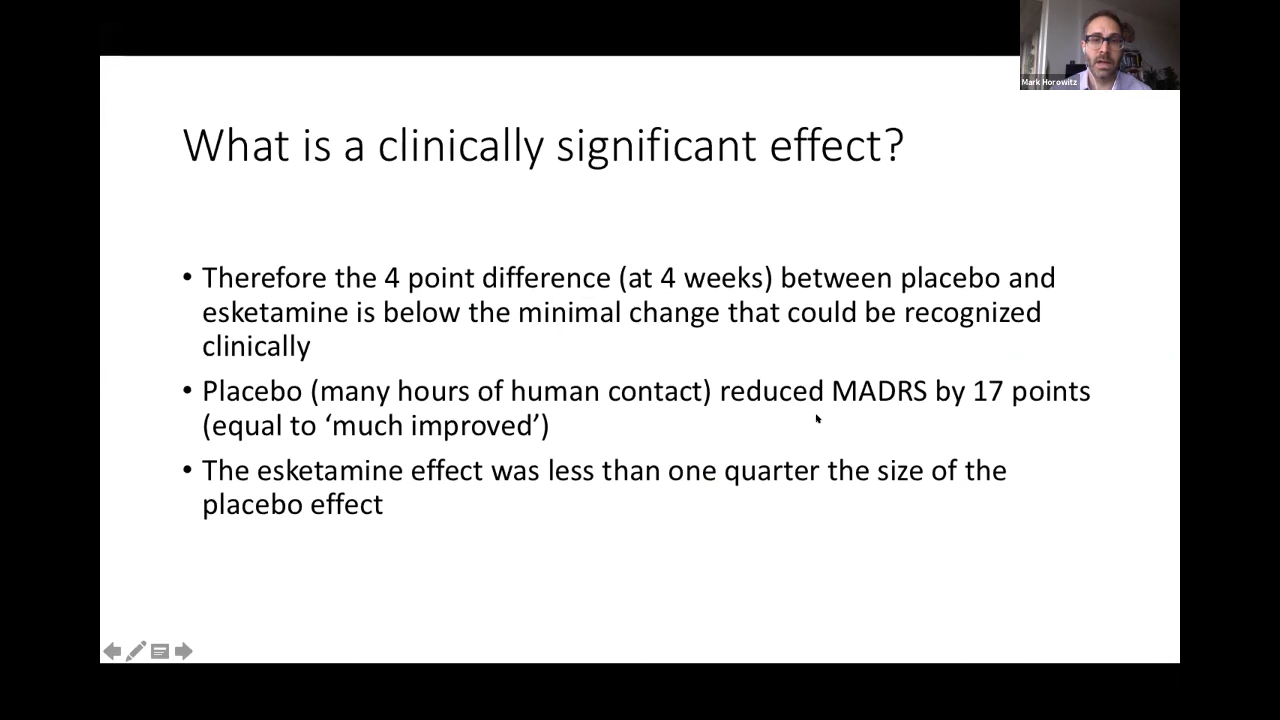 Mark Horowitz
What is a clinically significant effect?
• Therefore the 4 point difference (at 4 weeks) between placebo and
esketamine is below the minimal change that could be recognized
clinically
• Placebo (many hours of human contact) reduced MADRS by 17 points
(equal to ‘much improved’)
• The esketamine effect was less than one quarter the size of the
placebo effect